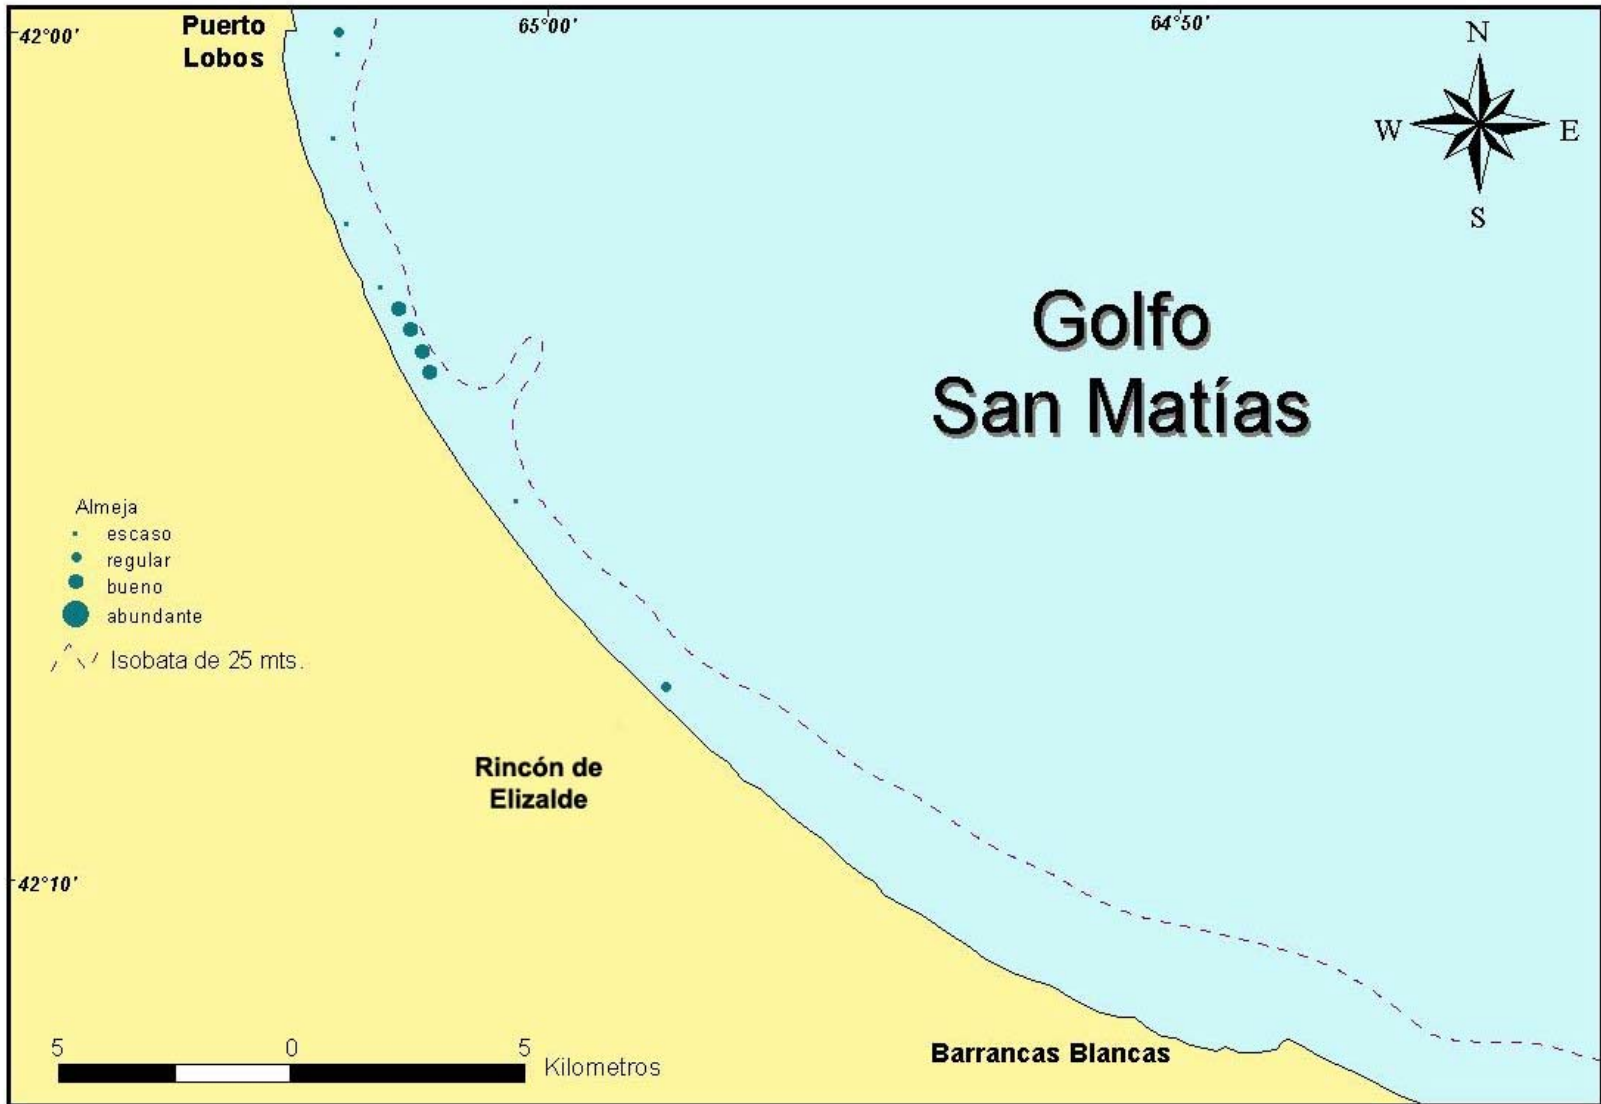 Puerto
Lobos
42°00'
65°00'
64°50'
N
W
E
S
Golfo
San Matías
Almeja
escaso
regular
bueno
abundante
Isobata de 25 mts.
Rincón de
Elizalde
42°10'
Barrancas Blancas
5 0 5
Kilometros